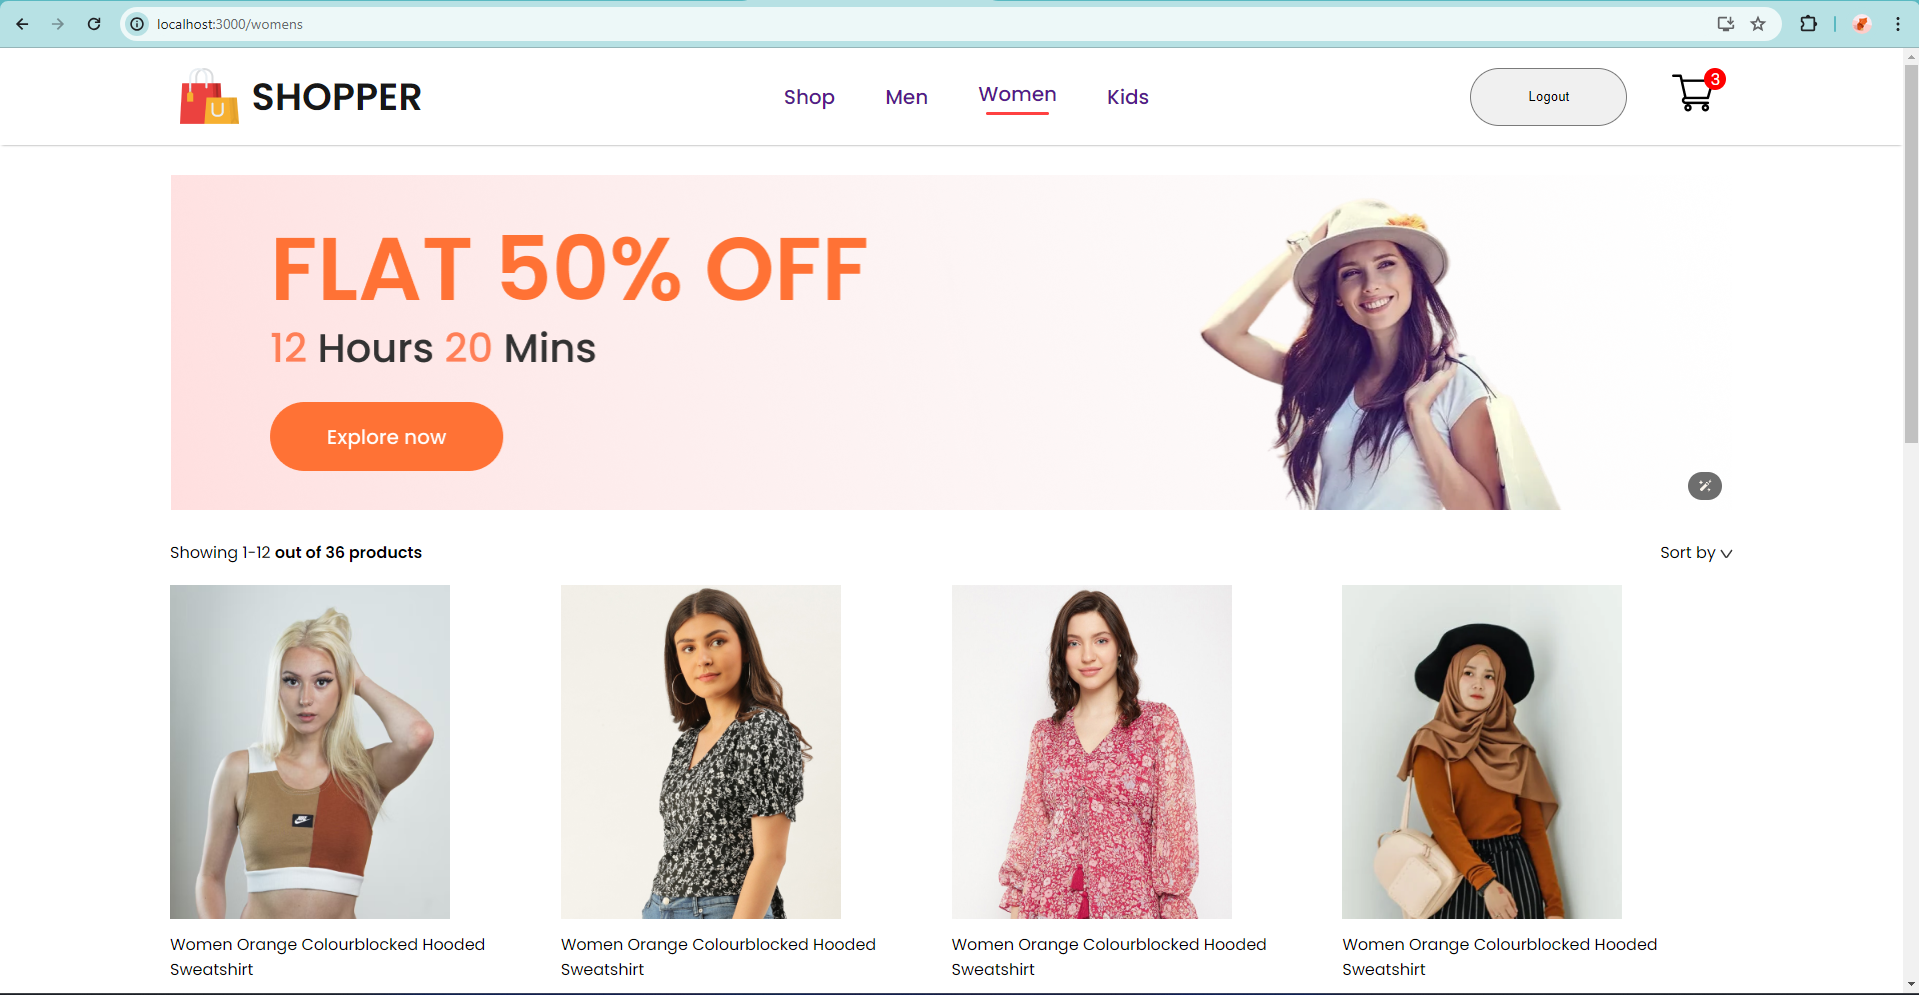 localhost:3000/womens
SHOPPER
Shop
Men
Women
Kids
Logout
3
U
FLAT 50% OFF
12 Hours 20 Mins
Explore now
Showing 1-12 out of 36 products
Sort by
Women Orange Colourblocked Hooded
Sweatshirt
Women Orange Colourblocked Hooded
Sweatshirt
Women Orange Colourblocked Hooded
Sweatshirt
Women Orange Colourblocked Hooded
Sweatshirt